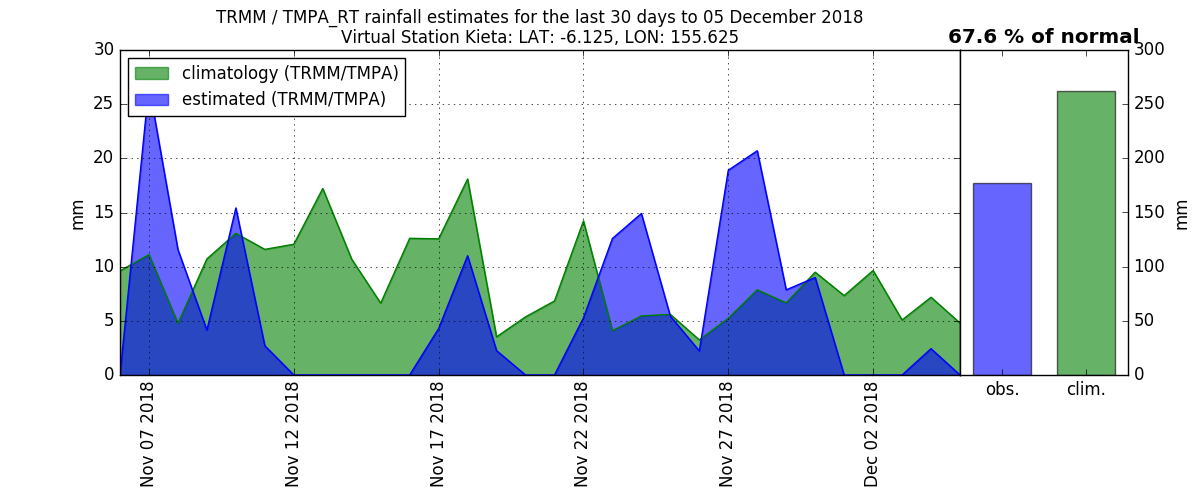 TRMM / TMPA_RT rainfall estimates for the last 30 days to 05 December 2018
Virtual Station Kieta: LAT: -6.125, LON: 155.625
67.6 % of normal
climatology (TRMM/TMPA)
estimated (TRMM/TMPA)
mm
30
25
20
15
10
5
0
300
250
200
150
100
50
0
mm
Nov 07 2018
Nov 12 2018
Nov 17 2018
Nov 22 2018
Nov 27 2018
Dec 02 2018
obs.
clim.